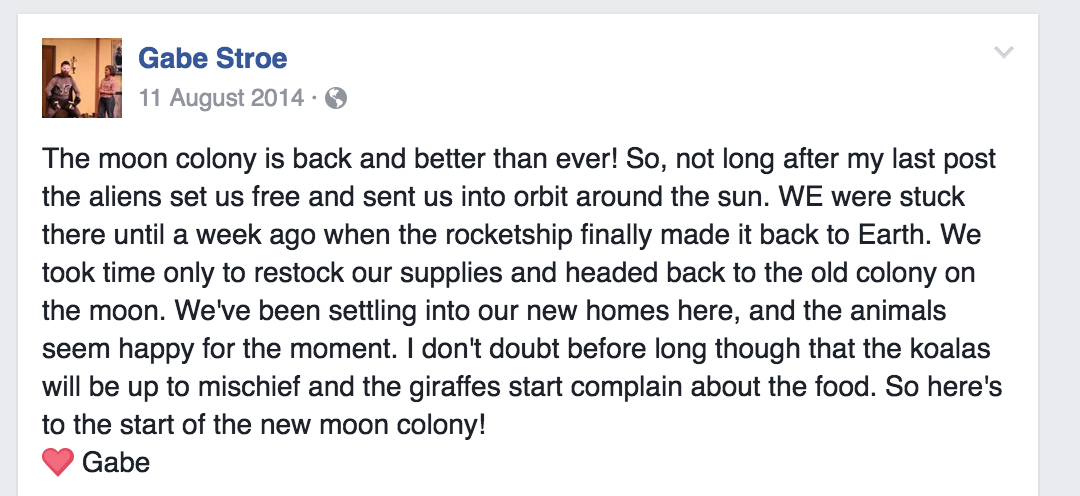 Gabe Stroe
11 August 2014 ·
The moon colony is back and better than ever! So, not long after my last post
the aliens set us free and sent us into orbit around the sun. WE were stuck
there until a week ago when the rocketship finally made it back to Earth. We
took time only to restock our supplies and headed back to the old colony on
the moon. We've been settling into our new homes here, and the animals
seem happy for the moment. I don't doubt before long though that the koalas
will be up to mischief and the giraffes start complain about the food. So here's
to the start of the new moon colony!
❤ Gabe